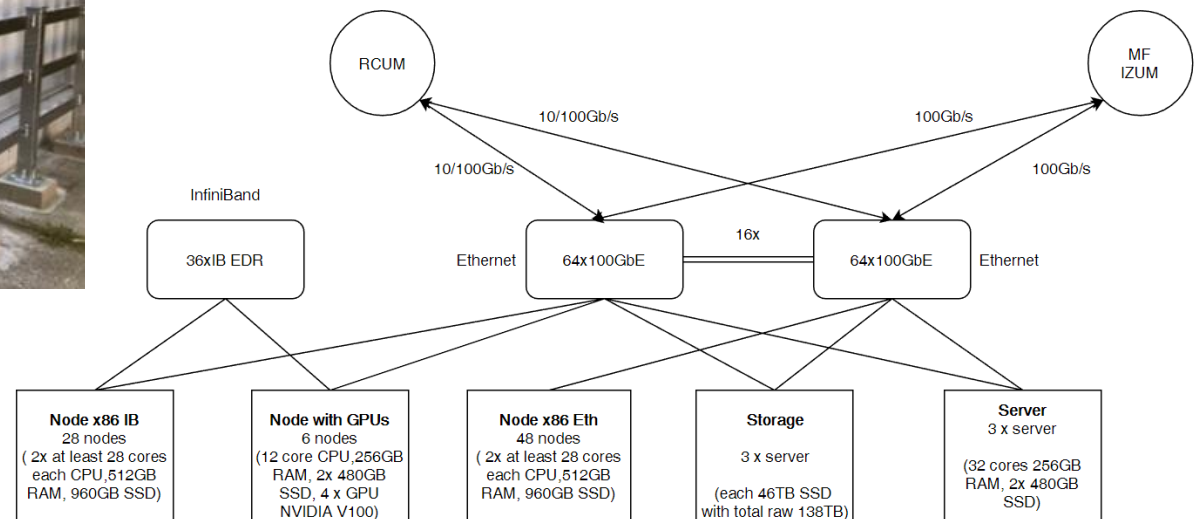 RCUM
MF
IZUM
10/100Gb/s
100Gb/s
10/100Gb/s
100Gb/s
InfiniBand
16x
36xIB EDR
Ethernet
64x100GbE
64x100GbE
Ethernet
Node x86 IB
28 nodes
( 2x at least 28 cores
each CPU,512GB
RAM, 960GB SSD)
Node with GPUs
6 nodes
(12 core CPU,256GB
RAM, 2x 480GB
SSD, 4 x GPU
NVIDIA V100)
Node x86 Eth
48 nodes
( 2x at least 28 cores
each CPU,512GB
RAM, 960GB SSD)
Storage
3 x server
(each 46TB SSD
with total raw 138TB)
Server
3 x server
(32 cores 256GB
RAM, 2x 480GB
SSD)